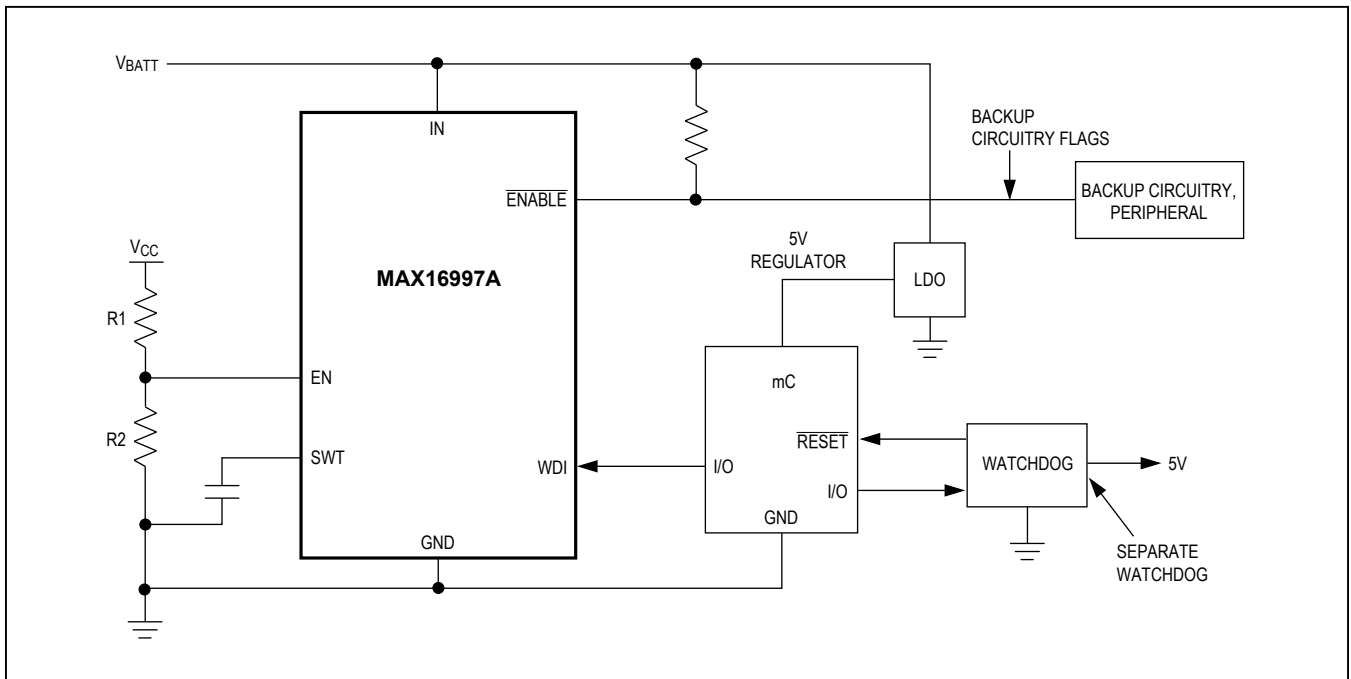 VBATT
IN
BACKUP
CIRCUITRY FLAGS
ENABLE
BACKUP CIRCUITRY,
PERIPHERAL
5V
REGULATOR
LDO
VCC
MAX16997A
R1
EN
mC
R2
SWT
RESET
WDI
I/O
WATCHDOG
5V
I/O
GND
GND
SEPARATE
WATCHDOG